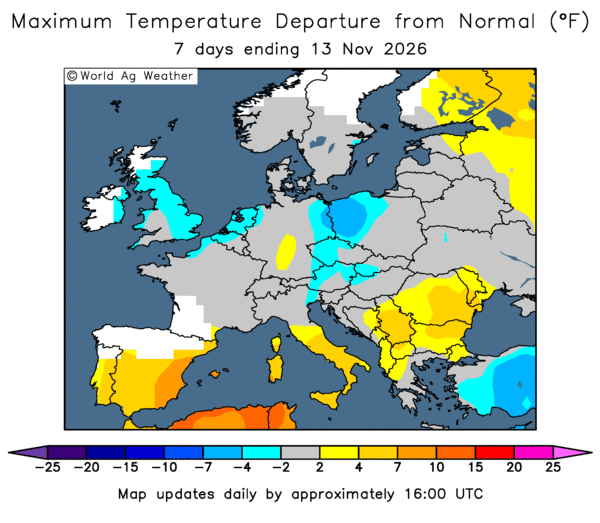 Maximum Temperature Departure from Normal (°F)
7 days ending 13 Nov 2026
© World Ag Weather
−25 −20 −15 −10 −7 −4 −2 2 4 7 10 15 20 25
Map updates daily by approximately 16:00 UTC